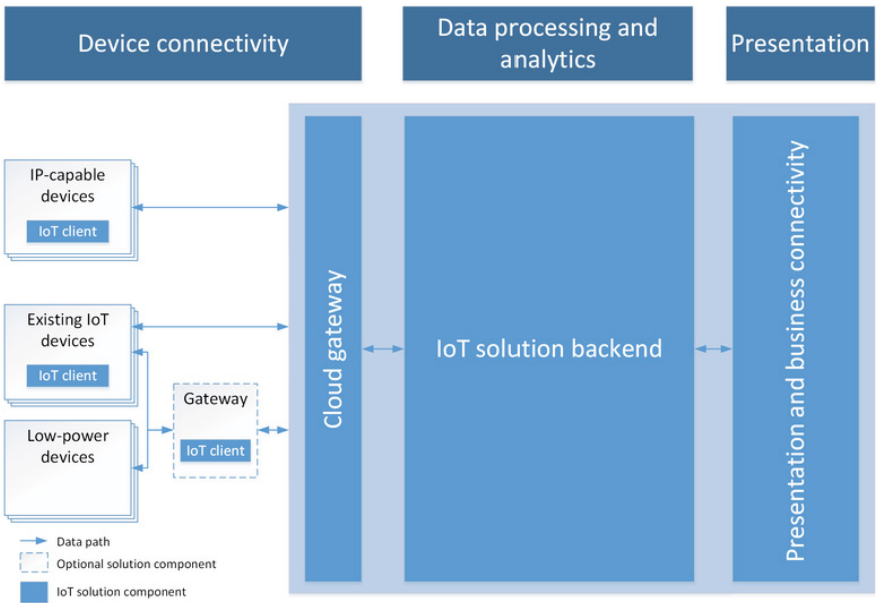 Device connectivity
Data processing and
analytics
Presentation
IP-capable
devices
IoT client
Existing IoT
devices
IoT client
Low-power
devices
Gateway
IoT client
Cloud gateway
IoT solution backend
Presentation and business connectivity
Data path
Optional solution component
IoT solution component